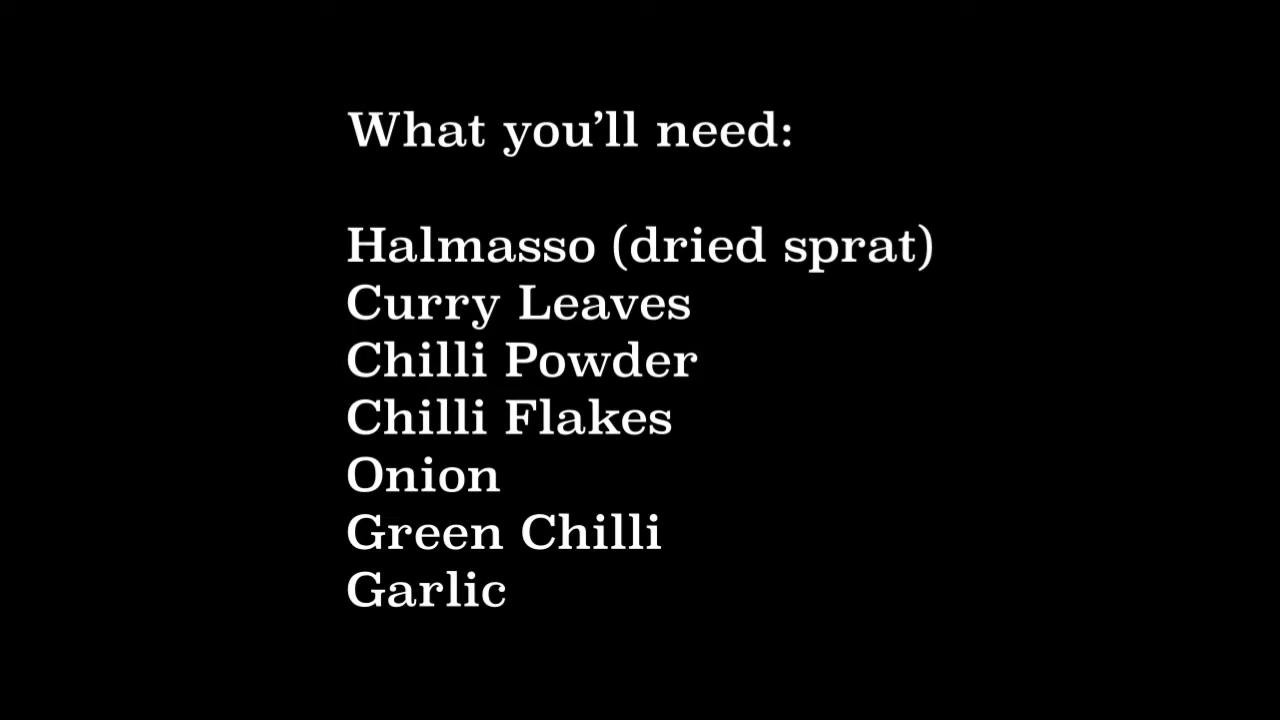 What you’ll need:
Halmasso (dried sprat)
Curry Leaves
Chilli Powder
Chilli Flakes
Onion
Green Chilli
Garlic